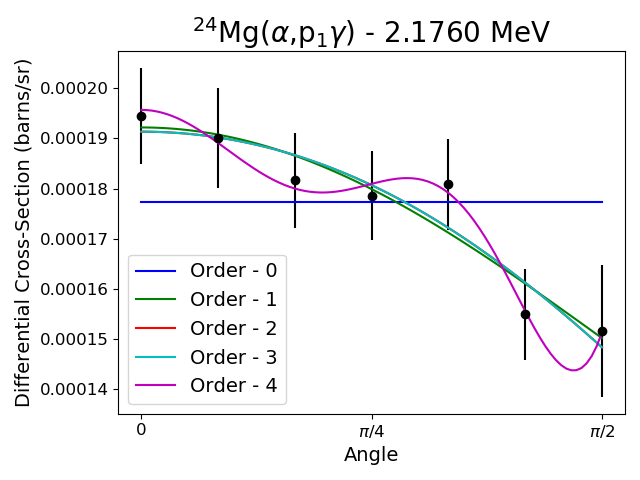 ²⁴Mg(α,p₁γ) - 2.1760 MeV
Differential Cross-Section (barns/sr)
0.00020
0.00019
0.00018
0.00017
0.00016
0.00015
0.00014
Order - 0
Order - 1
Order - 2
Order - 3
Order - 4
0
π/4
π/2
Angle